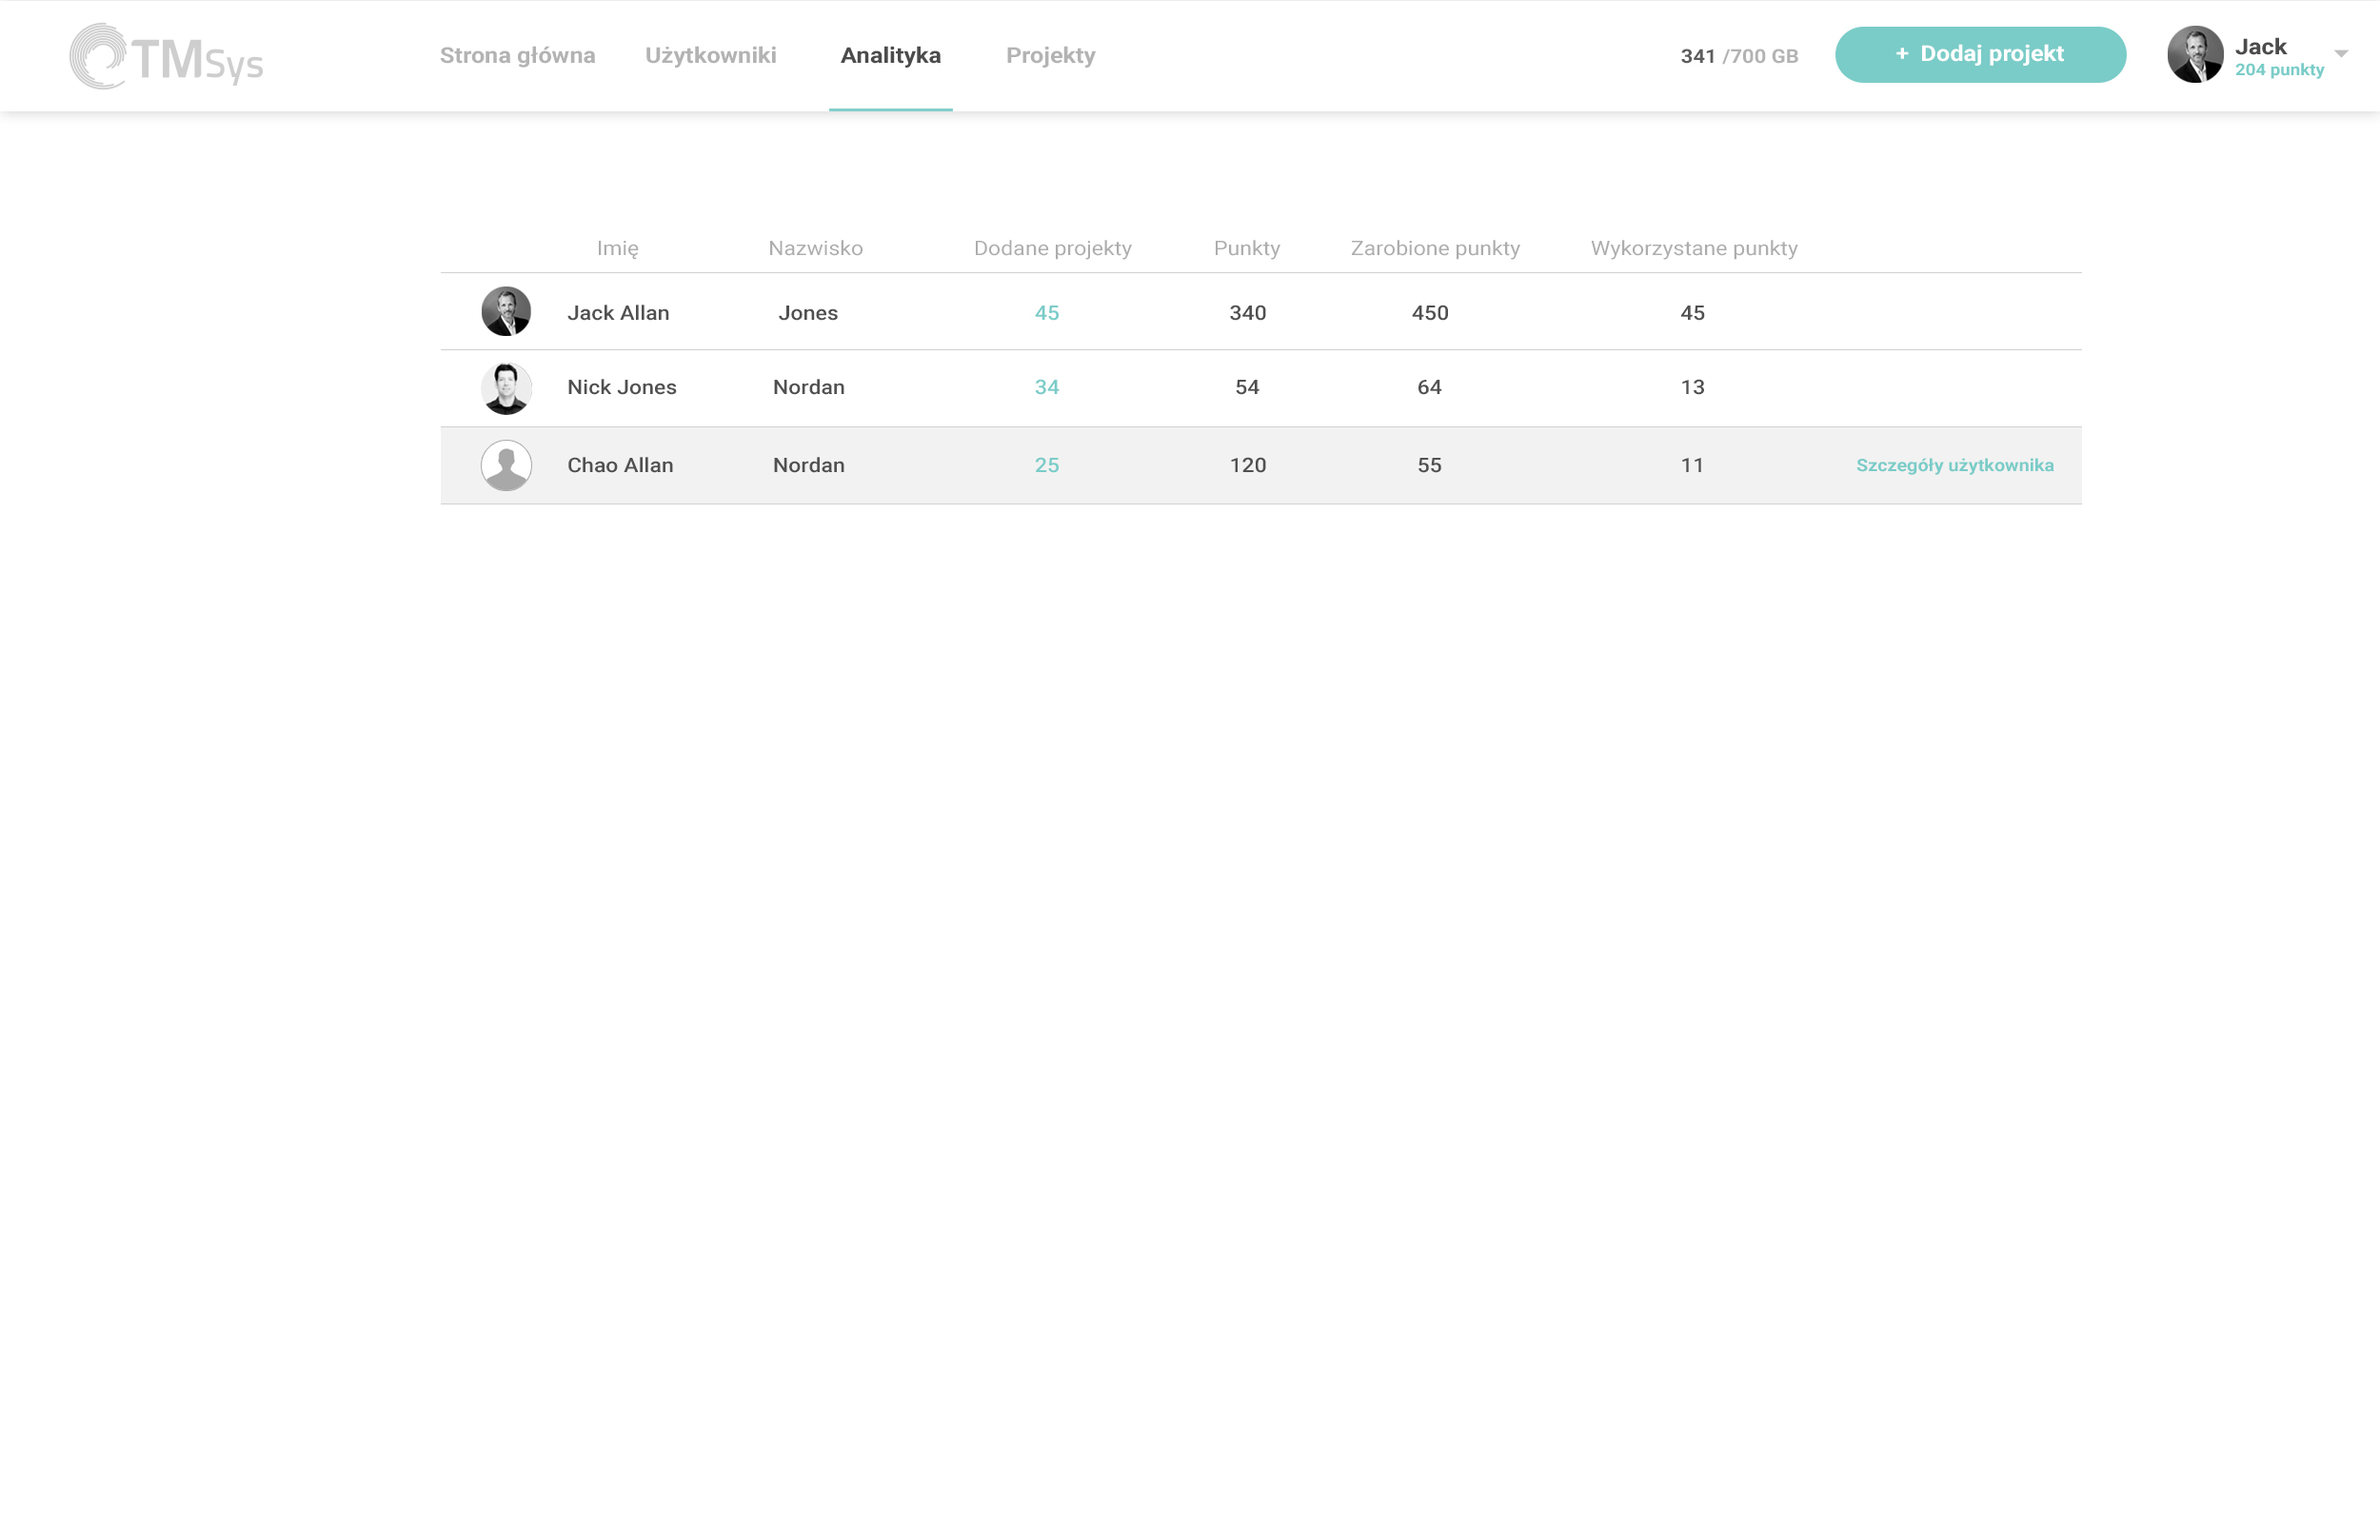 TMSys
Strona główna Użytkowniki Analityka Projekty 341 /700 GB + Dodaj projekt Jack
204 punkty
Imię Nazwisko Dodane projekty Punkty Zarobione punkty Wykorzystane punkty
Jack Allan Jones 45 340 450 45
Nick Jones Nordan 34 54 64 13
Chao Allan Nordan 25 120 55 11 Szczegóły użytkownika